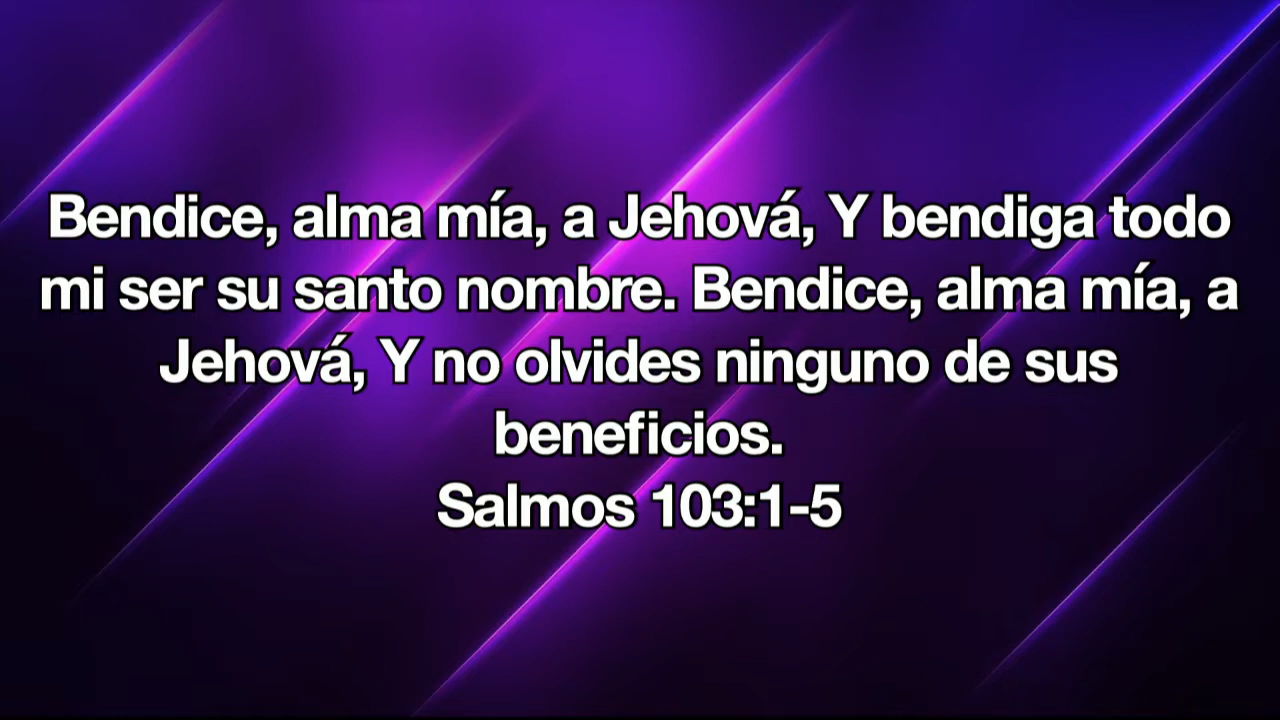 Bendice, alma mía, a Jehová, Y bendiga todo
mi ser su santo nombre. Bendice, alma mía, a
Jehová, Y no olvides ninguno de sus
beneficios.
Salmos 103:1-5